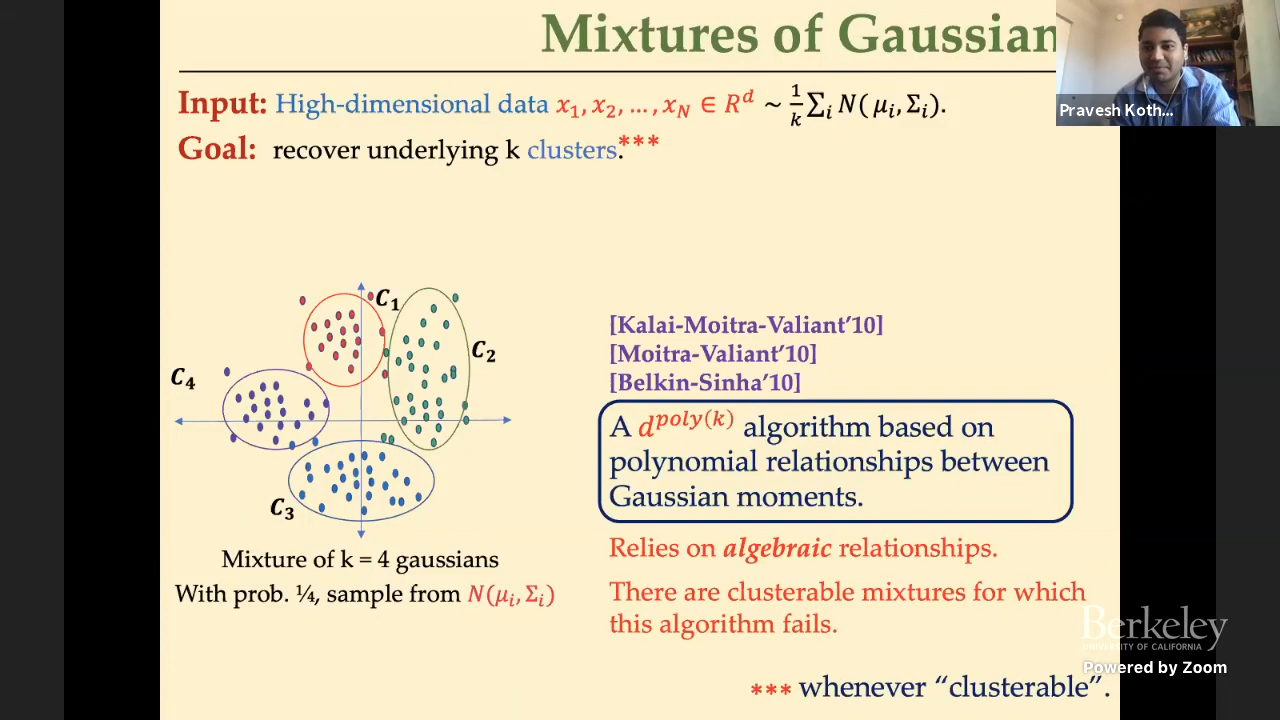 Mixtures of Gaussian
Pravesh Koth...
Input: High-dimensional data x₁, x₂, …, x_N ∈ R^d ~ 1/k ∑ᵢ N(μᵢ, Σᵢ).
Goal: recover underlying k clusters.***
C₁
C₂
C₄
C₃
Mixture of k = 4 gaussians
With prob. ¼, sample from N(μᵢ, Σᵢ)
[Kalai-Moitra-Valiant'10]
[Moitra-Valiant'10]
[Belkin-Sinha'10]
A d^poly(k) algorithm based on
polynomial relationships between
Gaussian moments.
Relies on algebraic relationships.
There are clusterable mixtures for which
this algorithm fails.
Berkeley
UNIVERSITY OF CALIFORNIA
Powered by Zoom
*** whenever “clusterable”.